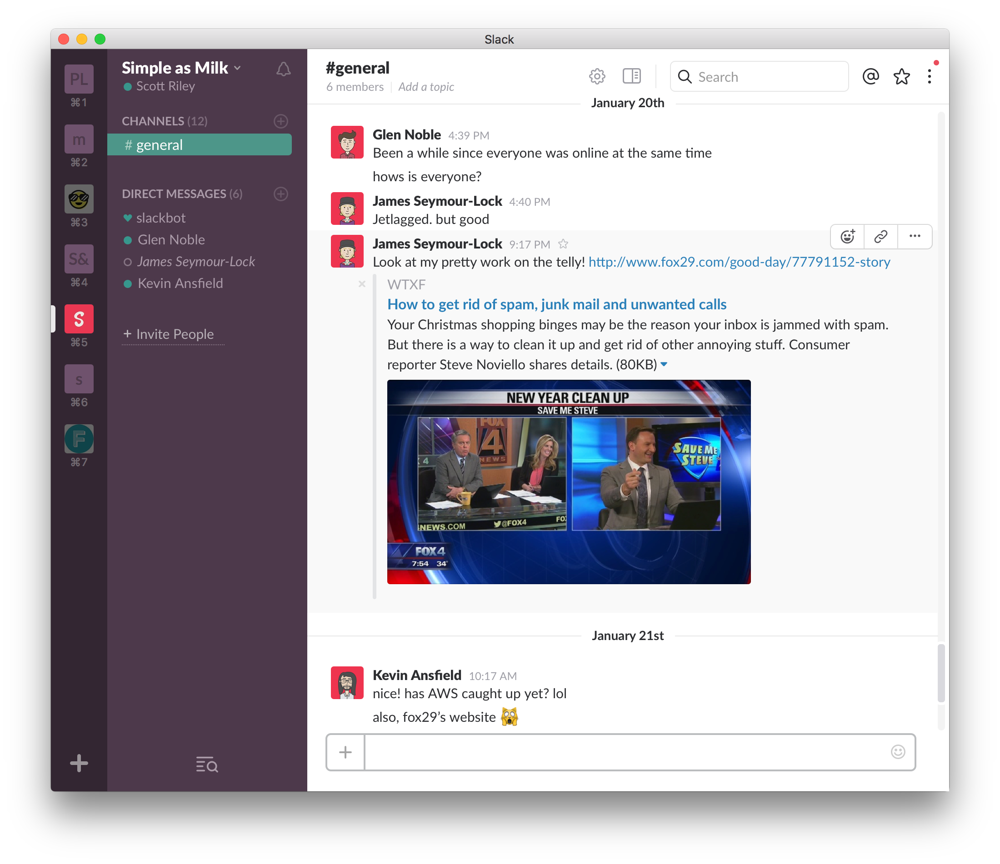 Slack
PL
⌘1
m
⌘2
⌘3
S&
⌘4
S
⌘5
s
⌘6
F
⌘7
Simple as Milk
Scott Riley
CHANNELS (12)
# general
DIRECT MESSAGES (6)
slackbot
Glen Noble
James Seymour-Lock
Kevin Ansfield
+ Invite People
#general
6 members
Add a topic
Search
January 20th
Glen Noble 4:39 PM
Been a while since everyone was online at the same time
hows is everyone?
James Seymour-Lock 4:40 PM
Jetlagged. but good
James Seymour-Lock 9:17 PM
Look at my pretty work on the telly! http://www.fox29.com/good-day/77791152-story
WTXF
How to get rid of spam, junk mail and unwanted calls
Your Christmas shopping binges may be the reason your inbox is jammed with spam.
But there is a way to clean it up and get rid of other annoying stuff. Consumer
reporter Steve Noviello shares details. (80KB)
NEW YEAR CLEAN UP
SAVE ME STEVE
FOX
4
NEWS
4
SAVE ME
STEVE
4NEWS.COM
@FOX4
FO
FOX4
7:54 34°
January 21st
Kevin Ansfield 10:17 AM
nice! has AWS caught up yet? lol
also, fox29’s website